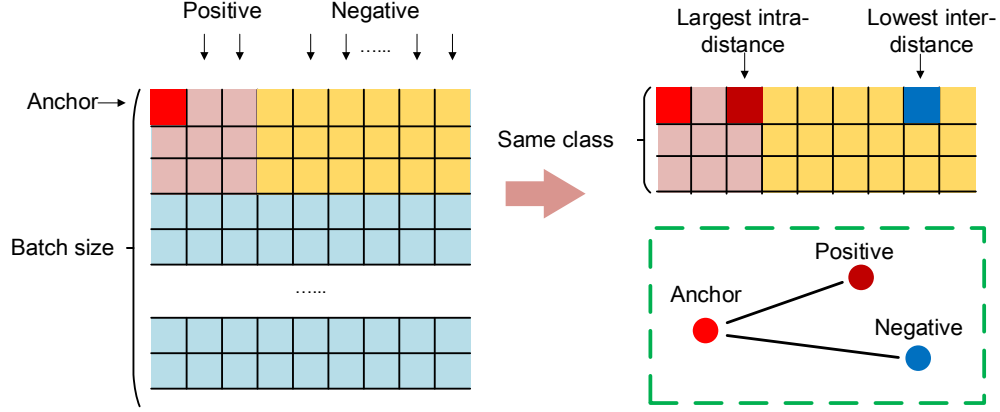 Positive
Negative
…...
Anchor
Batch size
…...
Largest intra-
distance
Lowest inter-
distance
Same class
Positive
Anchor
Negative